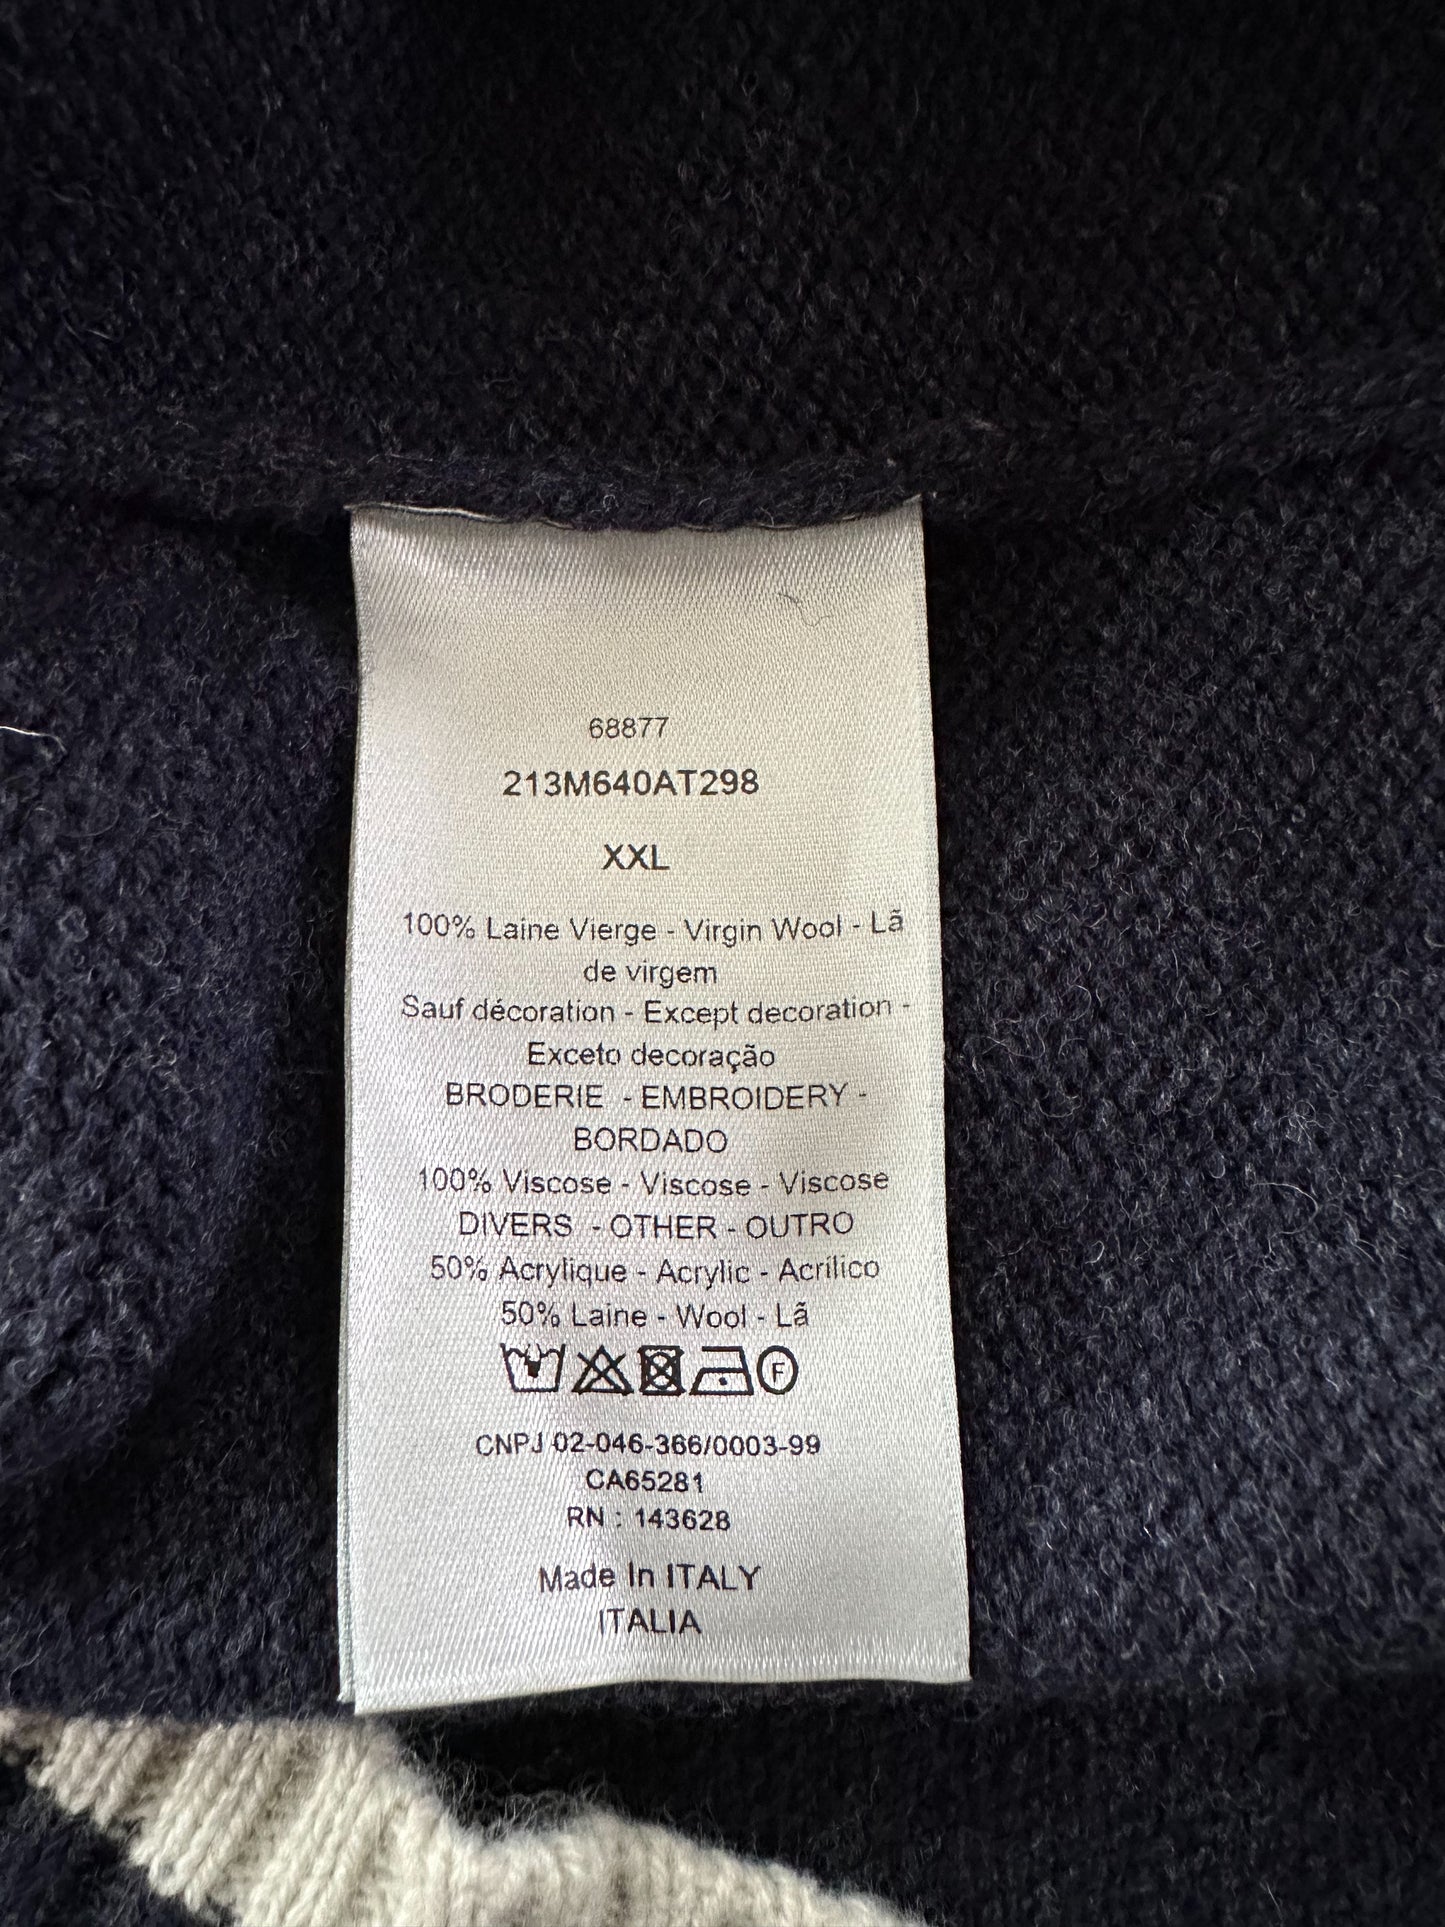 68877
213M640AT298
XXL
100% Laine Vierge - Virgin Wool - Lã
de virgem
Sauf décoration - Except decoration -
Exceto decoração
BRODERIE - EMBROIDERY -
BORDADO
100% Viscose - Viscose - Viscose
DIVERS - OTHER - OUTRO
50% Acrylique - Acrylic - Acrílico
50% Laine - Wool - Lã
F
CNPJ 02-046-366/0003-99
CA65281
RN : 143628
Made In ITALY
ITALIA